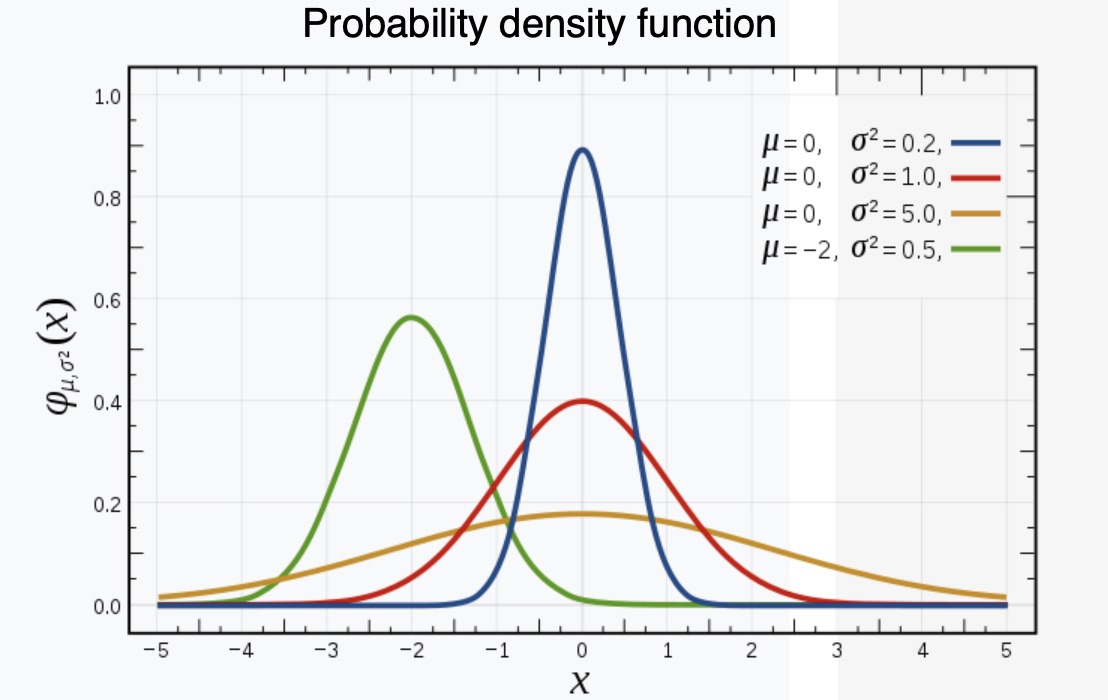 Probability density function
1.0
μ=0, σ²=0.2,
μ=0, σ²=1.0,
0.8
μ=0, σ²=5.0,
μ=−2, σ²=0.5,
0.6
φμ,σ²(x)
0.4
0.2
0.0
−5 −4 −3 −2 −1 0 1 2 3 4 5
x